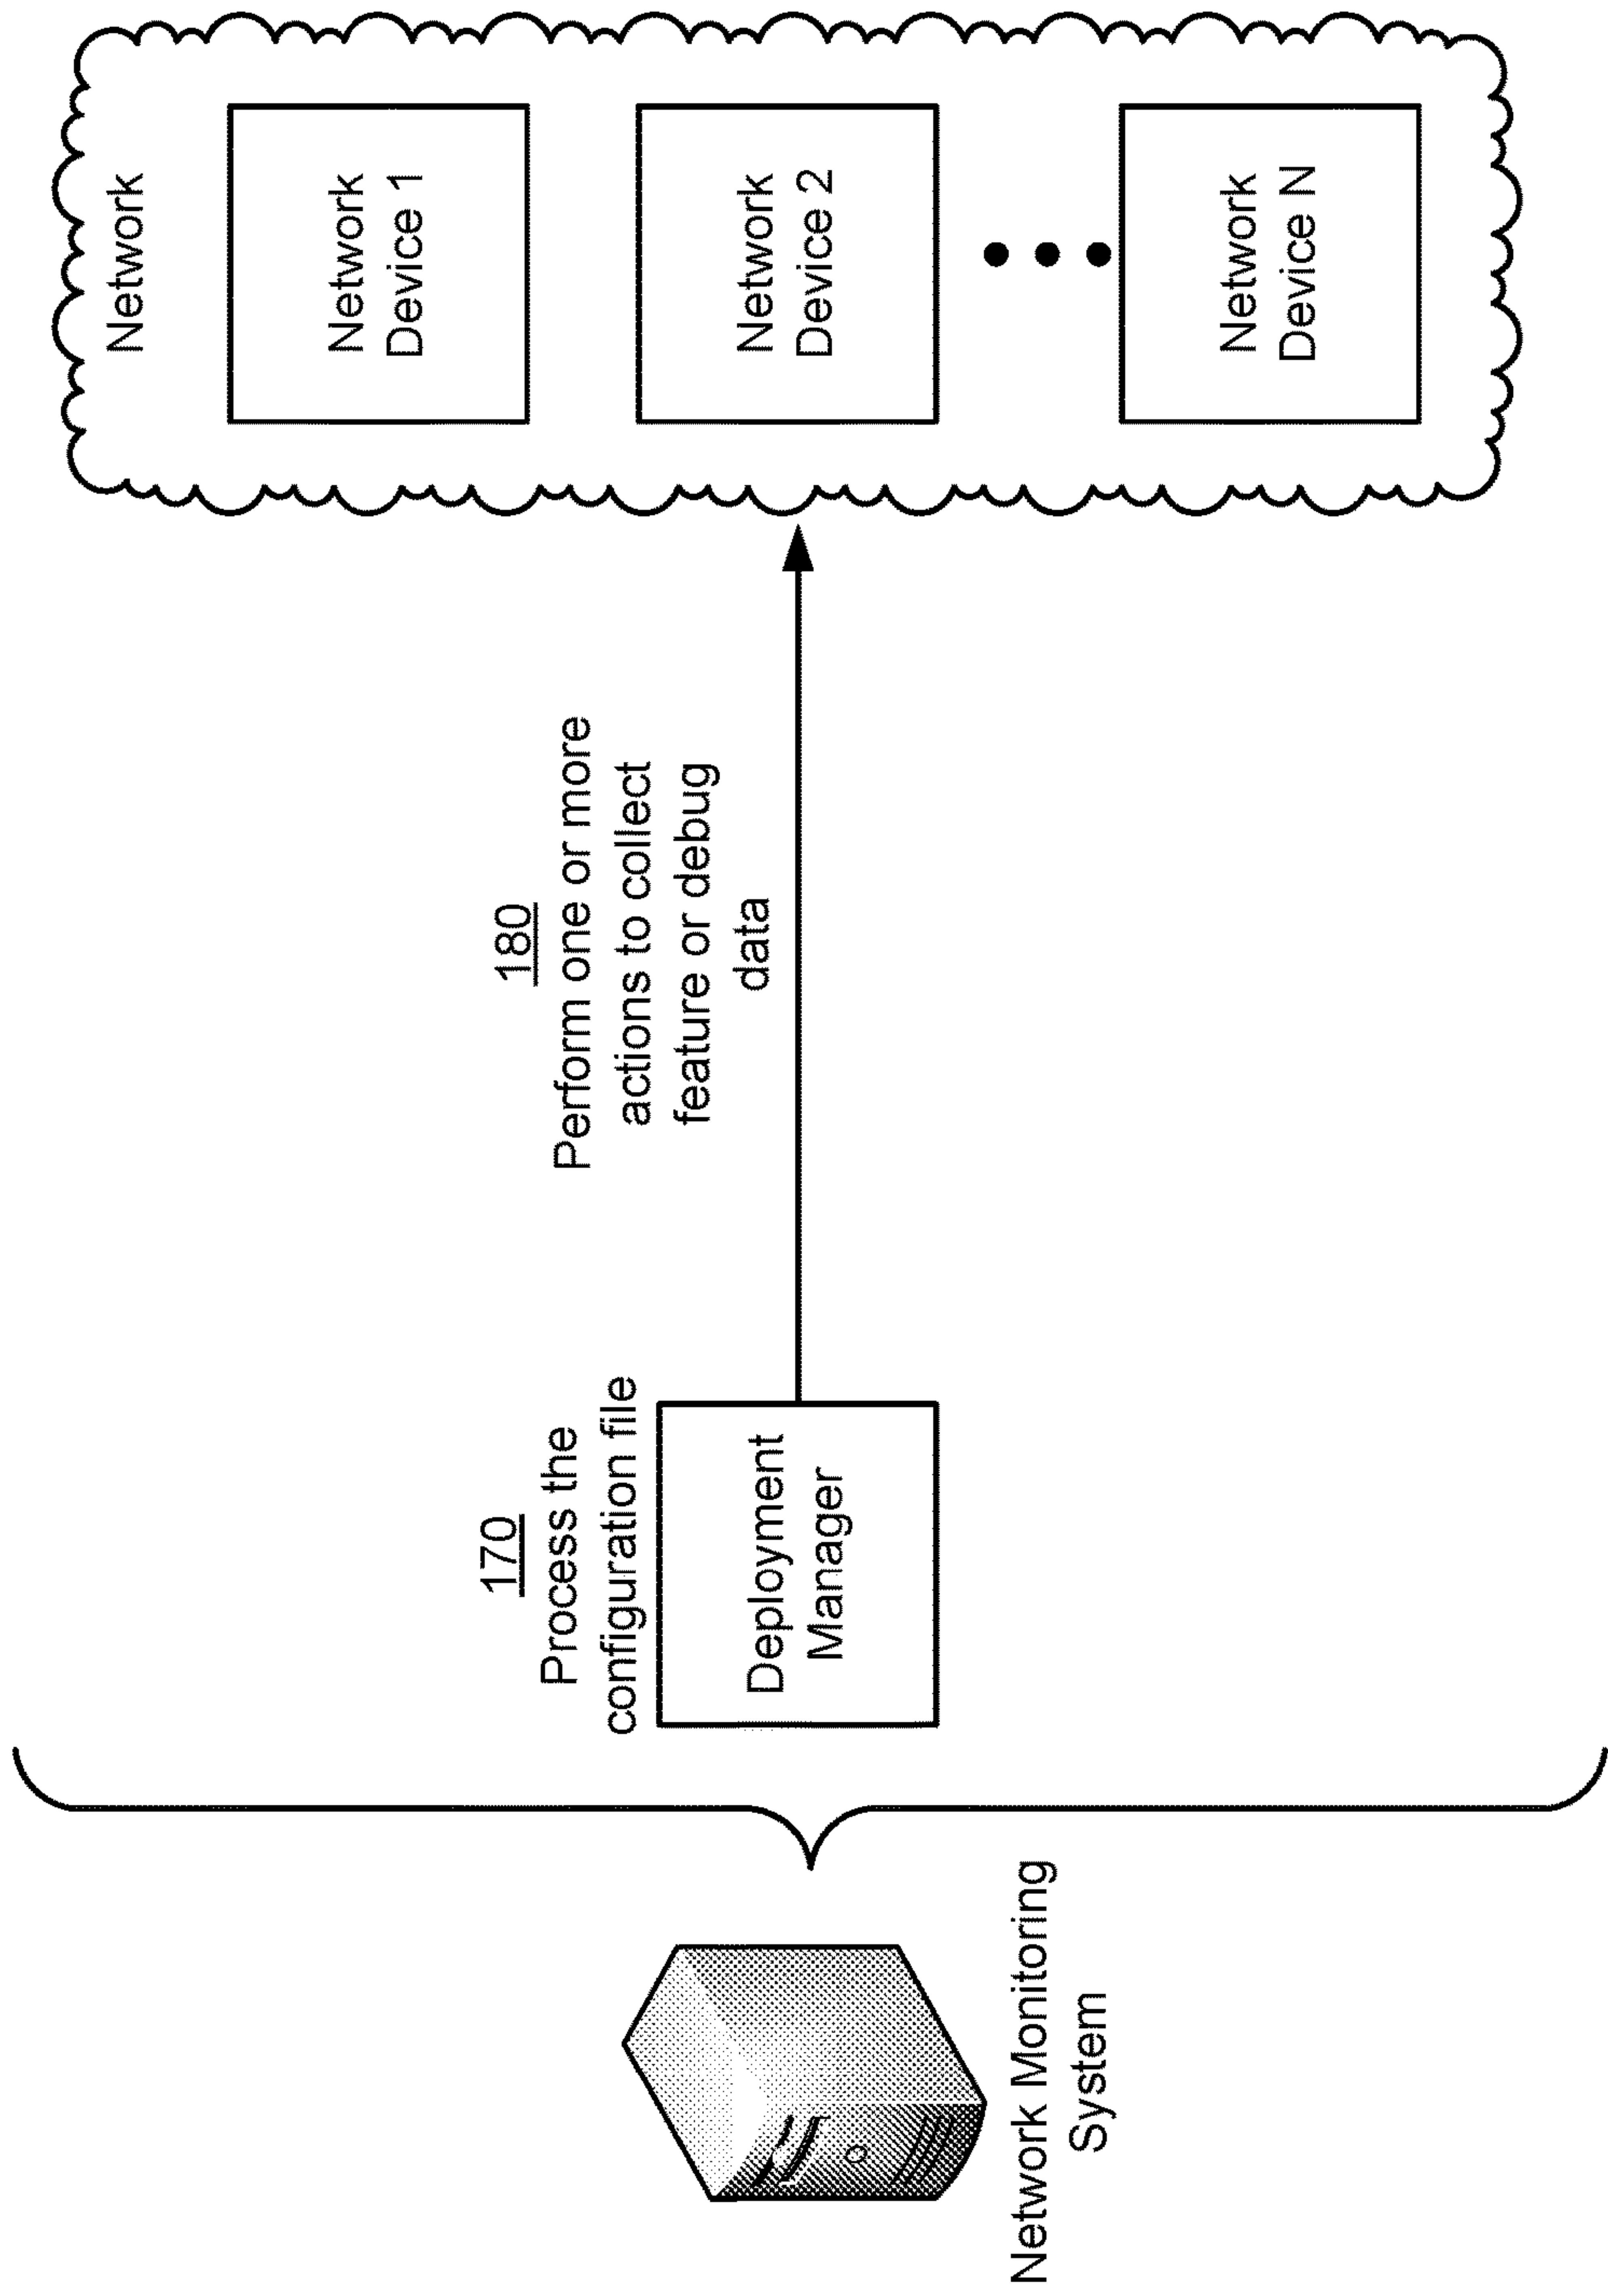 Network Monitoring
System
170
Process the
configuration file
Deployment
Manager
180
Perform one or more
actions to collect
feature or debug
data
Network
Network
Device 1
Network
Device 2
Network
Device N